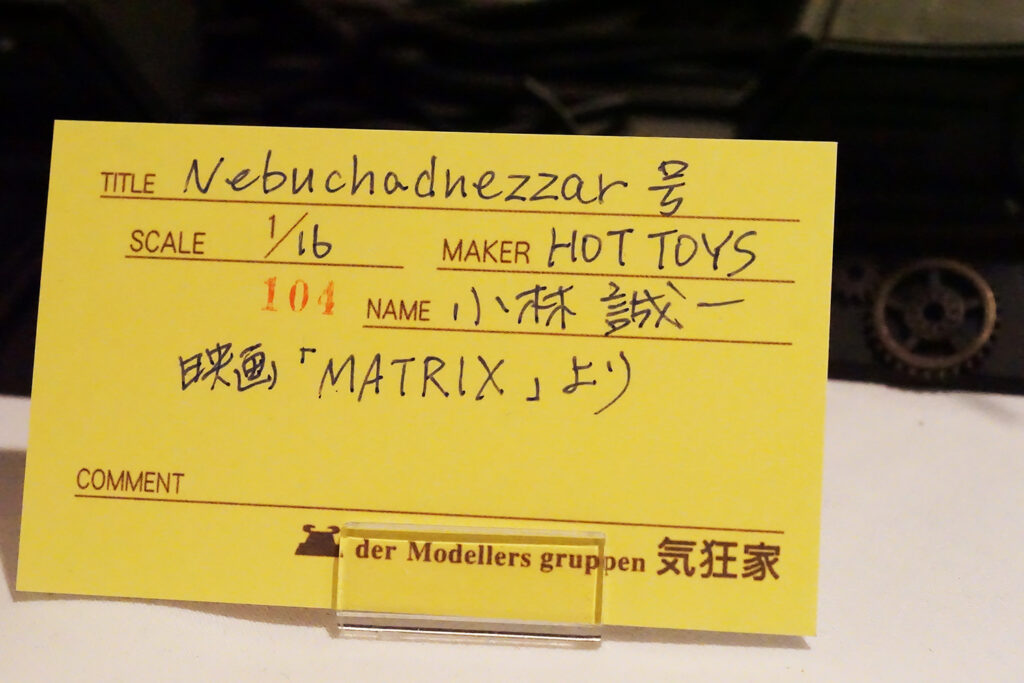 TITLE Nebuchadnezzar 号
SCALE 1/16 MAKER HOT TOYS
104 NAME 小林 誠一
映画「MATRIX」より
COMMENT
der Modellers gruppen 気狂家